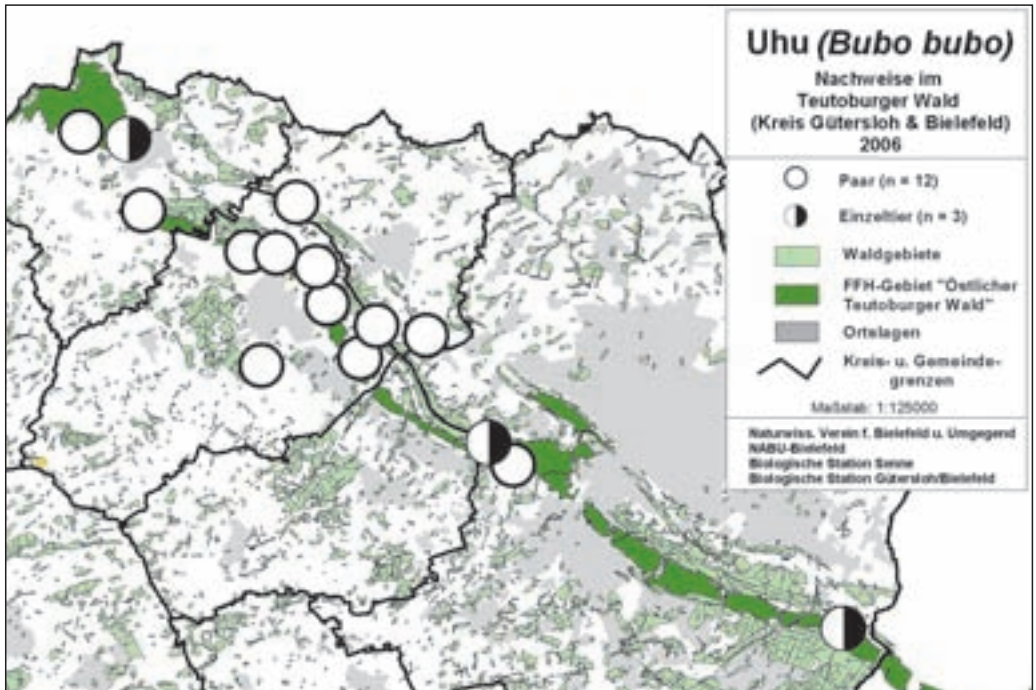 Uhu (Bubo bubo)
Nachweise im
Teutoburger Wald
(Kreis Gütersloh & Bielefeld)
2006
Paar (n = 12)
Einzeltier (n = 3)
Waldgebiete
FFH-Gebiet "Östlicher
Teutoburger Wald"
Ortslagen
Kreis- u. Gemeinde-
grenzen
Maßstab: 1:125000
Naturwiss. Verein f. Bielefeld u. Umgegend
NABU-Bielefeld
Biologische Station Senne
Biologische Station Gütersloh/Bielefeld